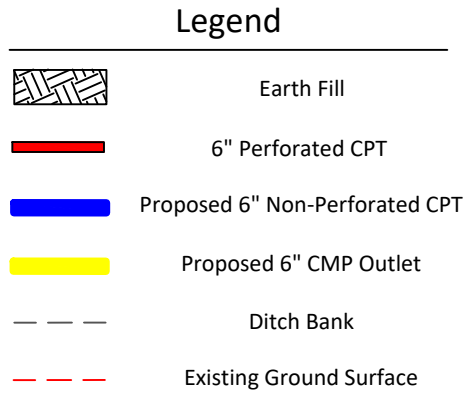 Legend
Earth Fill
6" Perforated CPT
Proposed 6" Non-Perforated CPT
Proposed 6" CMP Outlet
Ditch Bank
Existing Ground Surface